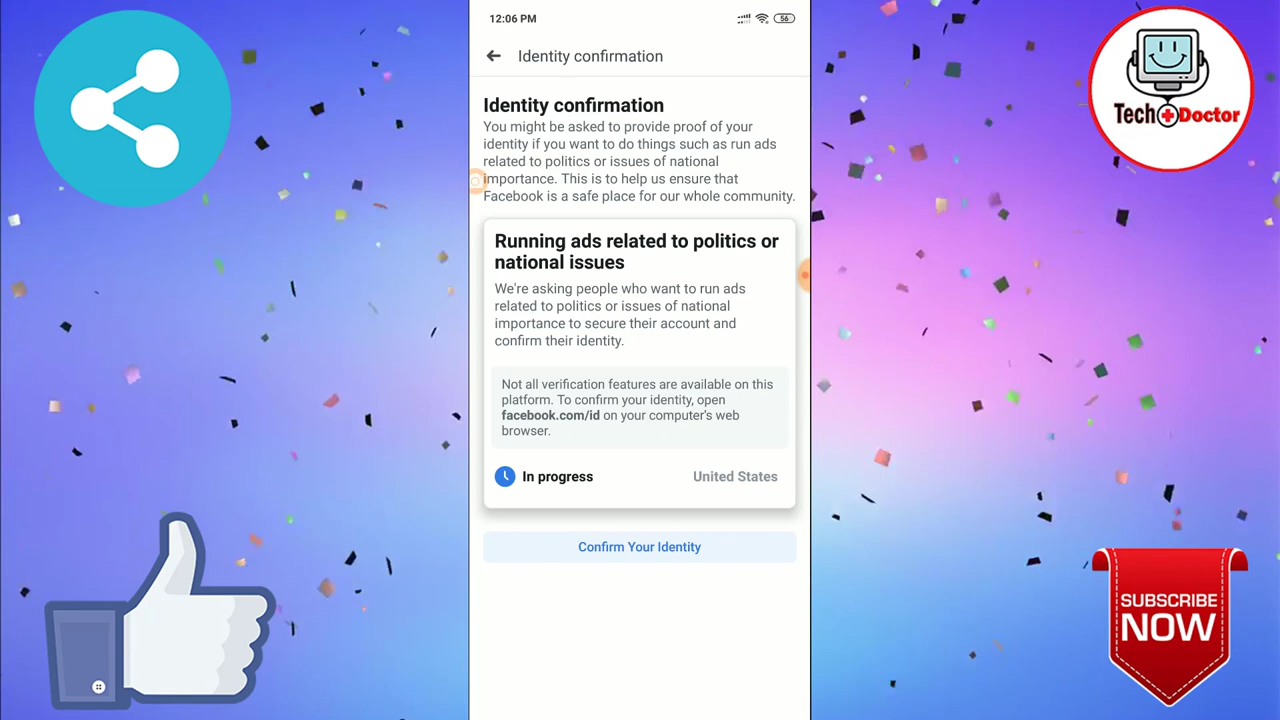 12:06 PM
56
Identity confirmation
Identity confirmation
You might be asked to provide proof of your
identity if you want to do things such as run ads
related to politics or issues of national
importance. This is to help us ensure that
Facebook is a safe place for our whole community.
Running ads related to politics or
national issues
We're asking people who want to run ads
related to politics or issues of national
importance to secure their account and
confirm their identity.
Not all verification features are available on this
platform. To confirm your identity, open
facebook.com/id on your computer's web
browser.
In progress
United States
Confirm Your Identity
Tech Doctor
SUBSCRIBE
NOW